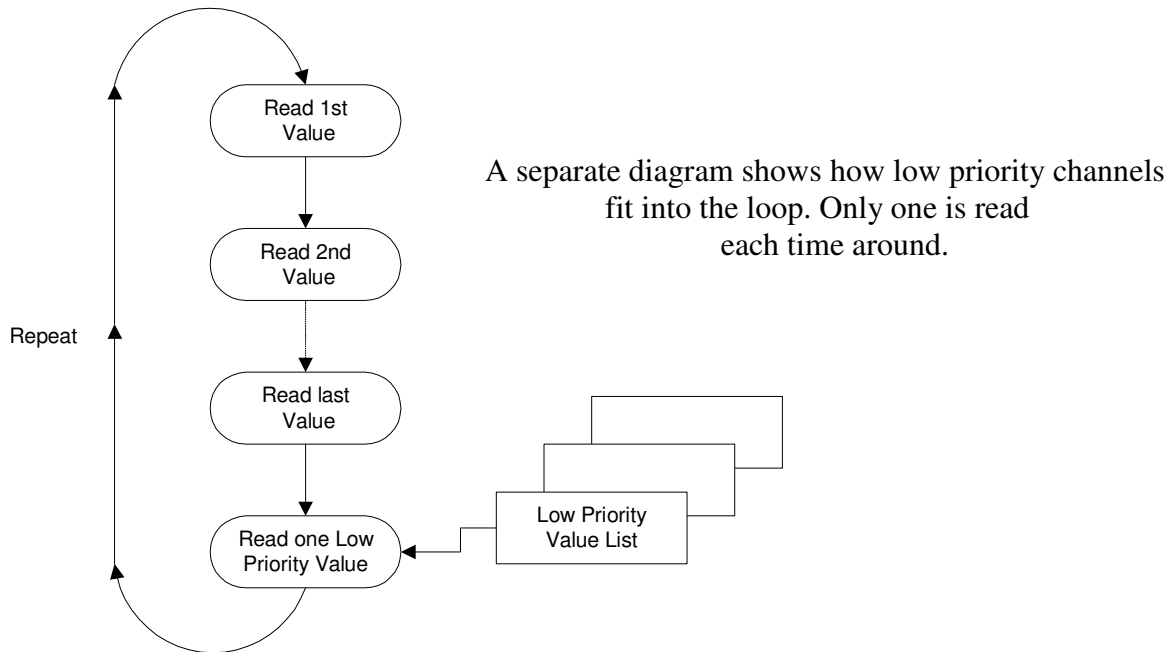 Read 1st
Value
A separate diagram shows how low priority channels
fit into the loop. Only one is read
each time around.
Read 2nd
Value
Repeat
Read last
Value
Read one Low
Priority Value
Low Priority
Value List